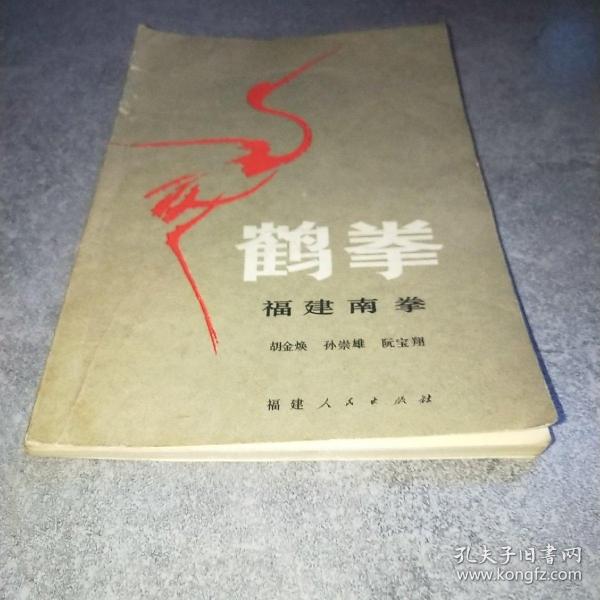 鹤拳
福建南拳
胡金焕 孙崇雄 阮宝翔
福建人民出版社
孔夫子旧书网
www.kongfz.com